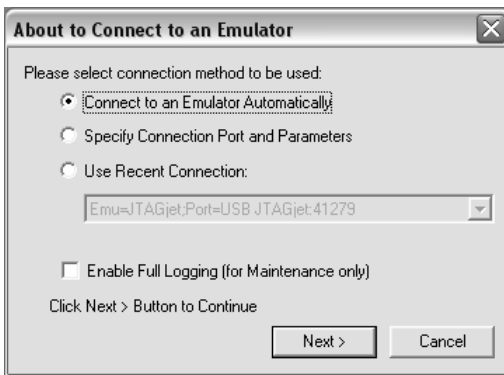 About to Connect to an Emulator
Please select connection method to be used:
Connect to an Emulator Automatically
Specify Connection Port and Parameters
Use Recent Connection:
Emu=JTAGjet;Port=USB JTAGjet:41279
Enable Full Logging (for Maintenance only)
Click Next > Button to Continue
Next >
Cancel